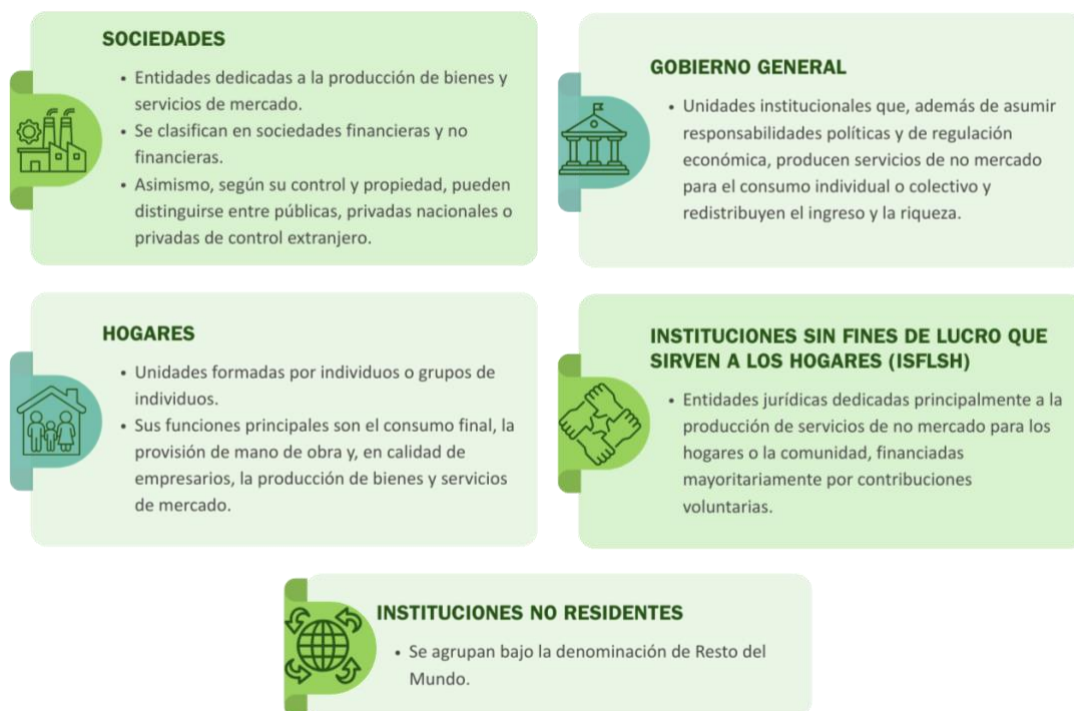 SOCIEDADES
• Entidades dedicadas a la producción de bienes y
servicios de mercado.
• Se clasifican en sociedades financieras y no
financieras.
• Asimismo, según su control y propiedad, pueden
distinguirse entre públicas, privadas nacionales o
privadas de control extranjero.
GOBIERNO GENERAL
• Unidades institucionales que, además de asumir
responsabilidades políticas y de regulación
económica, producen servicios de no mercado
para el consumo individual o colectivo y
redistribuyen el ingreso y la riqueza.
HOGARES
• Unidades formadas por individuos o grupos de
individuos.
• Sus funciones principales son el consumo final, la
provisión de mano de obra y, en calidad de
empresarios, la producción de bienes y servicios
de mercado.
INSTITUCIONES SIN FINES DE LUCRO QUE
SIRVEN A LOS HOGARES (ISFLSH)
• Entidades jurídicas dedicadas principalmente a la
producción de servicios de no mercado para los
hogares o la comunidad, financiadas
mayoritariamente por contribuciones
voluntarias.
INSTITUCIONES NO RESIDENTES
• Se agrupan bajo la denominación de Resto del
Mundo.